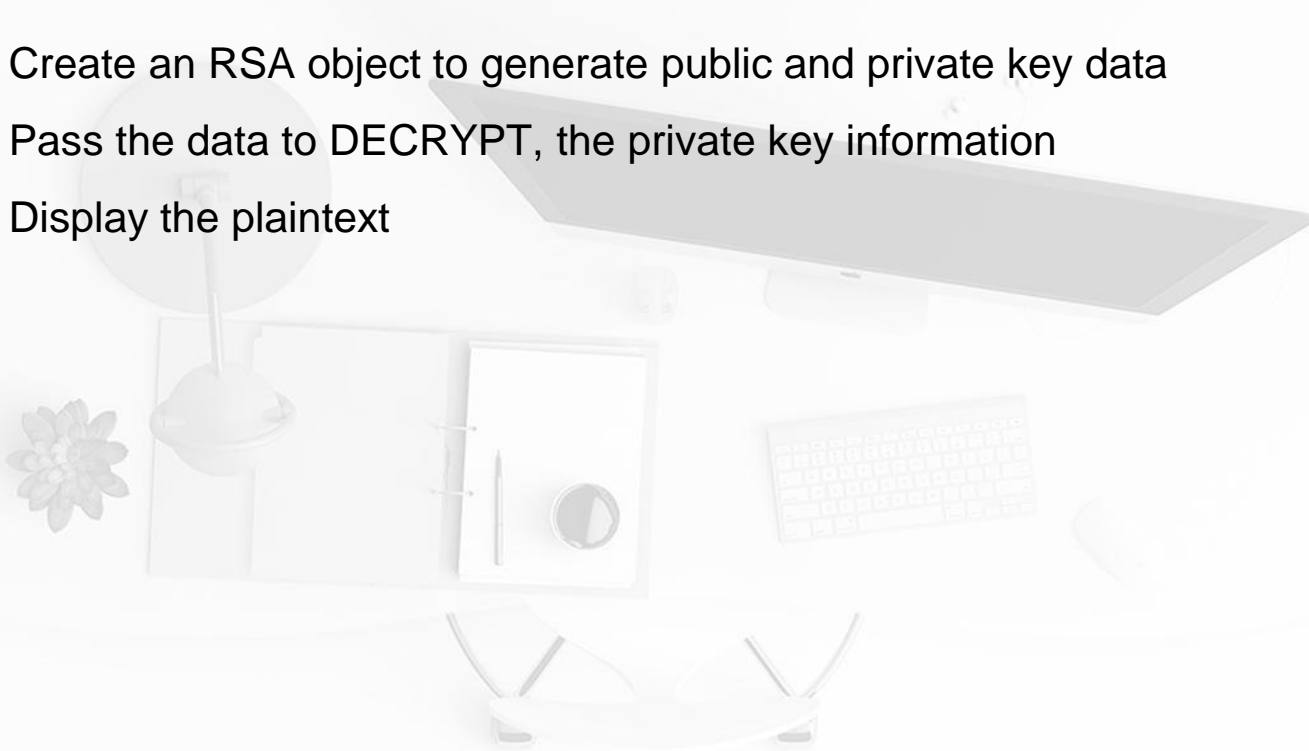 Create an RSA object to generate public and private key data
Pass the data to DECRYPT, the private key information
Display the plaintext